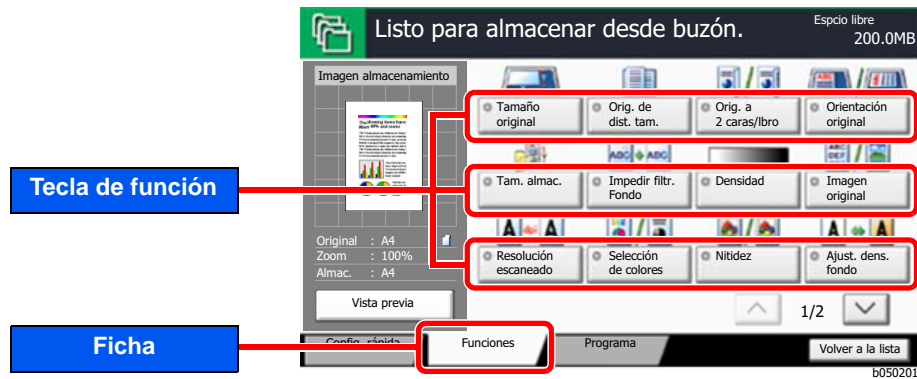 Listo para almacenar desde buzón.
Espcio libre
200.0MB
Imagen almacenamiento
Tamaño
original
Orig. de
dist. tam.
Orig. a
2 caras/lbro
Orientación
original
Tecla de función
Tam. almac.
Impedir filtr.
Fondo
Densidad
Imagen
original
Original : A4
Zoom : 100%
Almac. : A4
Resolución
escaneado
Selección
de colores
Nitidez
Ajust. dens.
fondo
Vista previa
1/2
Ficha
Config. rápida
Funciones
Programa
Volver a la lista
b050201